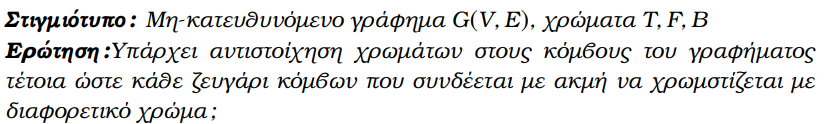 Στιγμιότυπο: Μη-κατευθυνόμενο γράφημα G(V, E), χρώματα T, F, B
Ερώτηση:Υπάρχει αντιστοίχηση χρωμάτων στους κόμβους του γραφήματος
τέτοια ώστε κάθε ζευγάρι κόμβων που συνδέεται με ακμή να χρωμστίζεται με
διαφορετικό χρώμα;